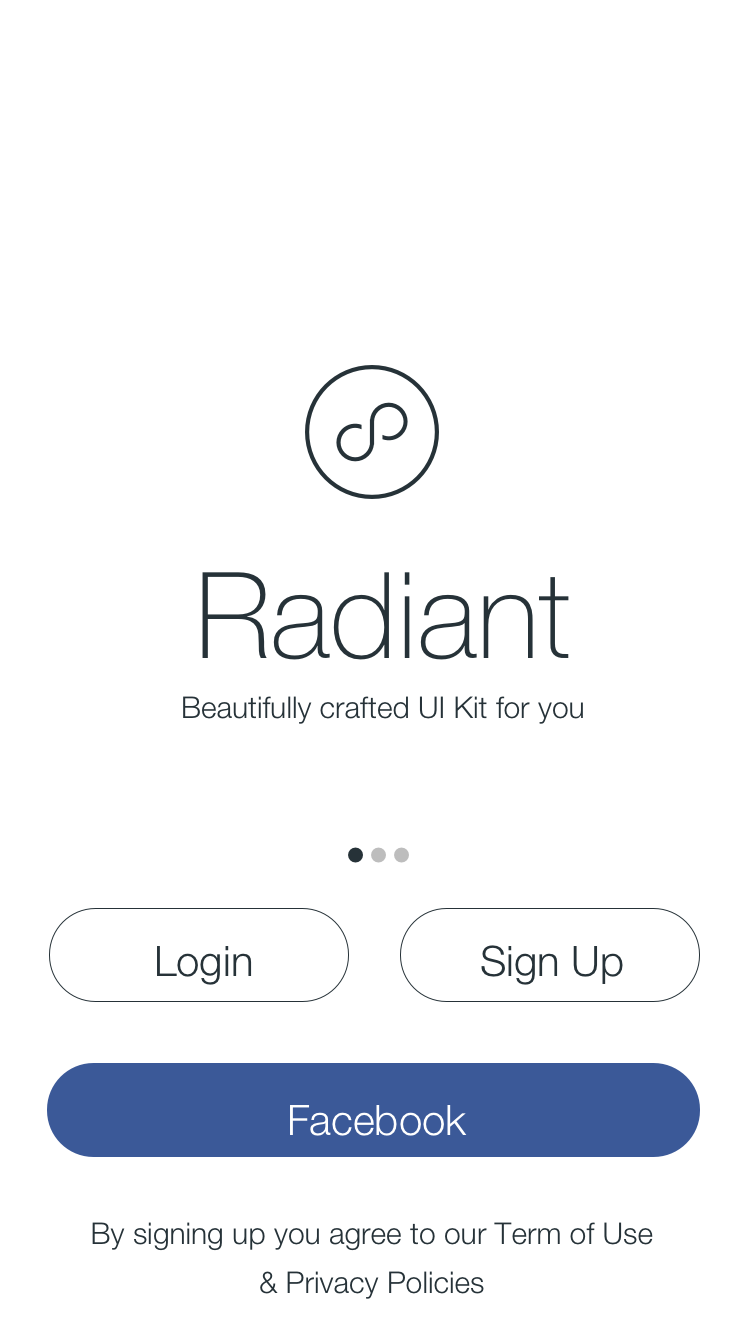 Radiant
Beautifully crafted UI Kit for you
Login
Sign Up
Facebook
By signing up you agree to our Term of Use
& Privacy Policies